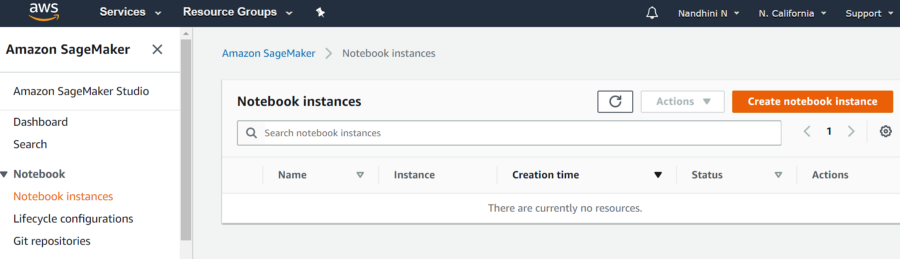 aws Services Resource Groups Nandhini N N. California Support
Amazon SageMaker
Amazon SageMaker Studio
Dashboard
Search
Notebook
Notebook instances
Lifecycle configurations
Git repositories
Amazon SageMaker > Notebook instances
Notebook instances Actions Create notebook instance
Search notebook instances 1
Name Instance Creation time Status Actions
There are currently no resources.